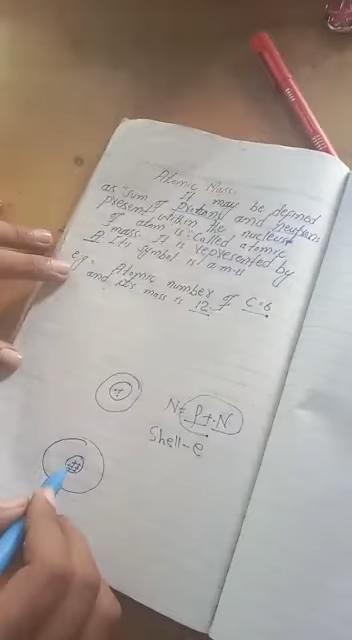 Atomic Mass:
It may be defined
as "sum of Protons and neutrons
present within the nucleus
of atom is called atomic
mass. It is represented by
Its symbol is a.m.u
eg:- Atomic number of C=6
and its mass is 12.
N= P+N
Shell-e